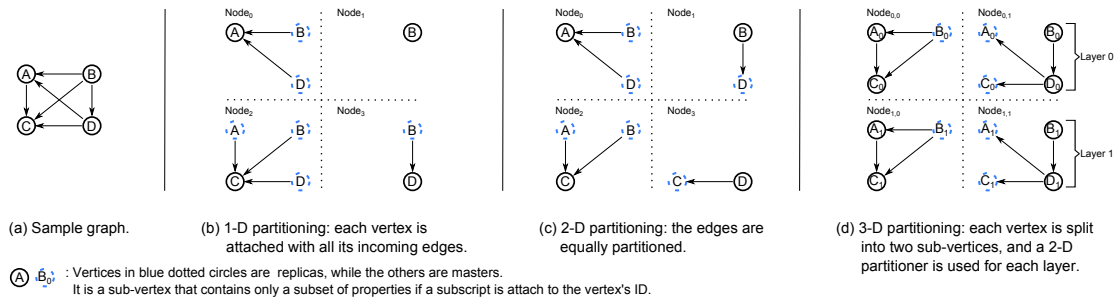 Node0 Node1 Node0 Node1 Node0,0 Node0,1
A B B A B B A0 B0 A0 B0
D D D C0 C0 D0 Layer 0
A B
C D
Node2 Node3 Node2 Node3 Node1,0 Node1,1
A B B A B A1 B1 A1 B1
C D D C C D C1 C1 D1 Layer 1
(a) Sample graph.
(b) 1-D partitioning: each vertex is
attached with all its incoming edges.
(c) 2-D partitioning: the edges are
equally partitioned.
(d) 3-D partitioning: each vertex is split
into two sub-vertices, and a 2-D
partitioner is used for each layer.
A B0 : Vertices in blue dotted circles are replicas, while the others are masters.
It is a sub-vertex that contains only a subset of properties if a subscript is attach to the vertex's ID.